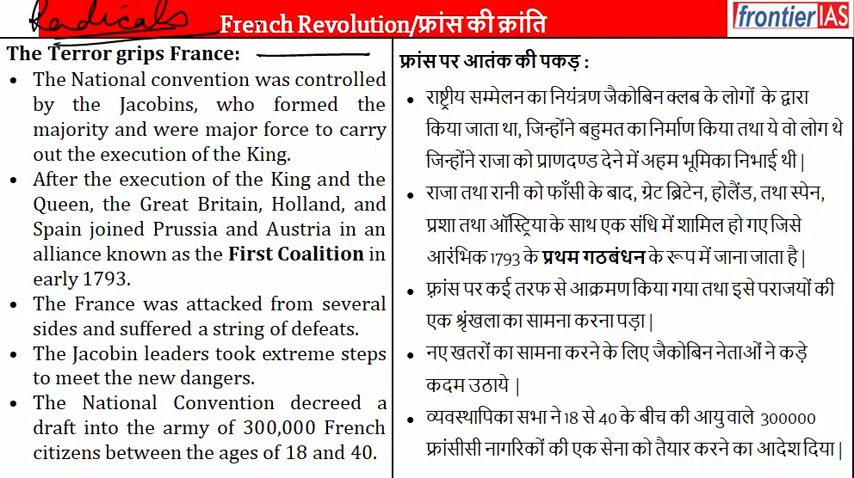 Radicals
French Revolution/फ्रांस की क्रांति
frontierIAS
The Terror grips France:
• The National convention was controlled
by the Jacobins, who formed the
majority and were major force to carry
out the execution of the King.
• After the execution of the King and the
Queen, the Great Britain, Holland, and
Spain joined Prussia and Austria in an
alliance known as the First Coalition in
early 1793.
• The France was attacked from several
sides and suffered a string of defeats.
• The Jacobin leaders took extreme steps
to meet the new dangers.
• The National Convention decreed a
draft into the army of 300,000 French
citizens between the ages of 18 and 40.
फ्रांस पर आतंक की पकड़ :
• राष्ट्रीय सम्मेलन का नियंत्रण जैकोबिन क्लब के लोगों के द्वारा
किया जाता था, जिन्होंने बहुमत का निर्माण किया तथा ये वो लोग थे
जिन्होंने राजा को प्राणदण्ड देने में अहम भूमिका निभाई थी |
• राजा तथा रानी को फाँसी के बाद, ग्रेट ब्रिटेन, होलैंड, तथा स्पेन,
प्रशा तथा ऑस्ट्रिया के साथ एक संधि में शामिल हो गए जिसे
आरंभिक 1793 के प्रथम गठबंधन के रूप में जाना जाता है |
• फ़्रांस पर कई तरफ से आक्रमण किया गया तथा इसे पराजयों की
एक श्रृंखला का सामना करना पड़ा |
• नए खतरों का सामना करने के लिए जैकोबिन नेताओं ने कड़े
कदम उठाये |
• व्यवस्थापिका सभा ने 18 से 40 के बीच की आयु वाले 300000
फ्रांसीसी नागरिकों की एक सेना को तैयार करने का आदेश दिया |